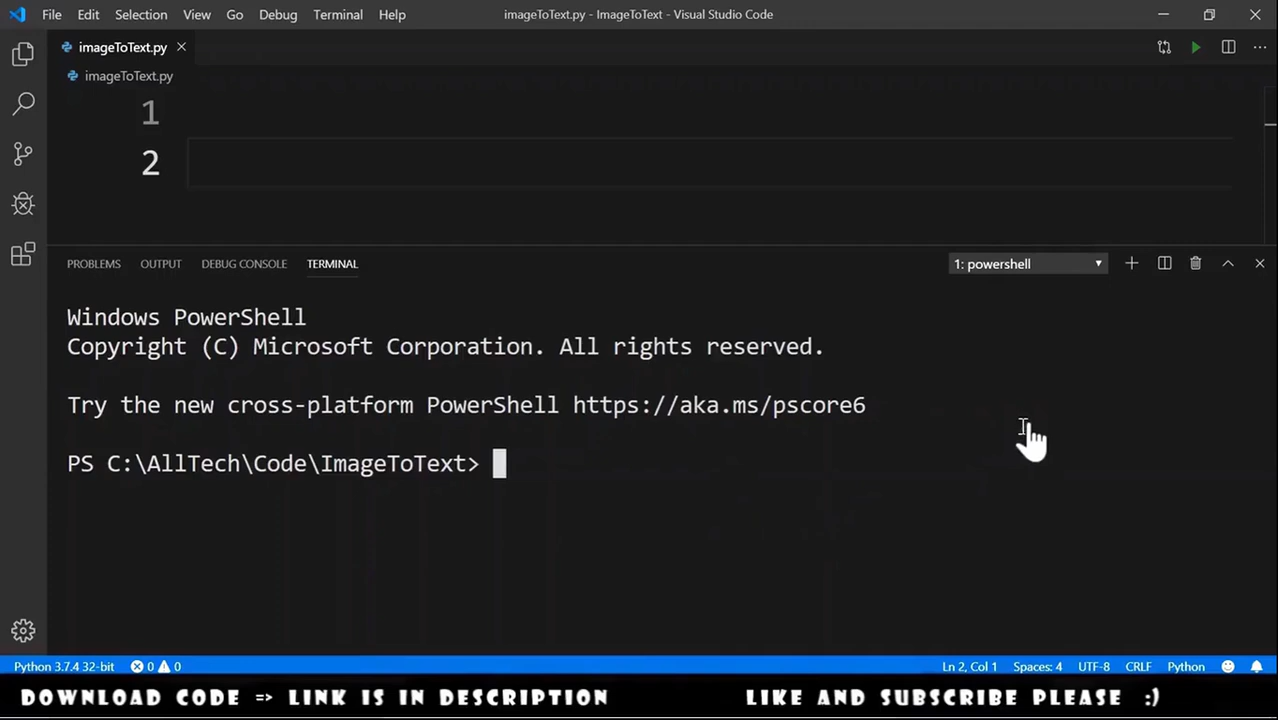 File Edit Selection View Go Debug Terminal Help imageToText.py - ImageToText - Visual Studio Code
imageToText.py
imageToText.py
1
2
PROBLEMS OUTPUT DEBUG CONSOLE TERMINAL 1: powershell
Windows PowerShell
Copyright (C) Microsoft Corporation. All rights reserved.
Try the new cross-platform PowerShell https://aka.ms/pscore6
PS C:\AllTech\Code\ImageToText>
Python 3.7.4 32-bit 0 0 Ln 2, Col 1 Spaces: 4 UTF-8 CRLF Python
DOWNLOAD CODE => LINK IS IN DESCRIPTION LIKE AND SUBSCRIBE PLEASE :)